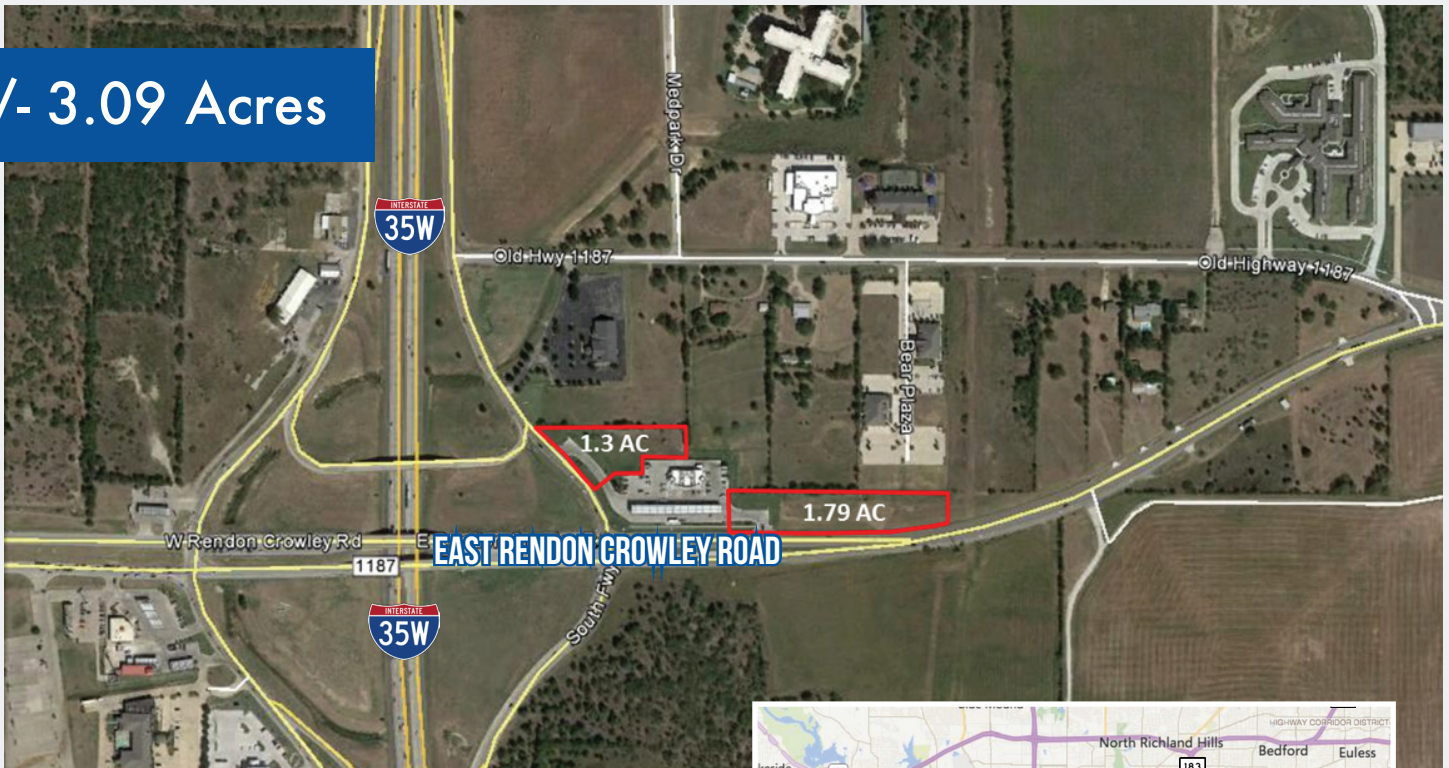 /- 3.09 Acres
Medpark Dr
INTERSTATE
35W
Old Hwy 1187
Old Highway 1187
Bear Plaza
1.3 AC
1.79 AC
W Rendon Crowley Rd
E
EAST RENDON CROWLEY ROAD
1187
South Fwy
INTERSTATE
35W
HIGHWAY CORRIDOR DISTRICT
North Richland Hills
Bedford
Euless
183